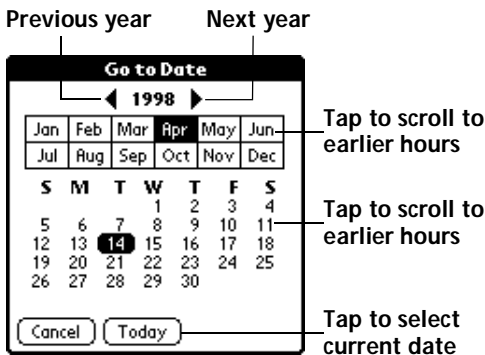 Previous year Next year
Go to Date
1998
Jan Feb Mar Apr May Jun
Tap to scroll to
earlier hours
Jul Aug Sep Oct Nov Dec
S M T W T F S
1 2 3 4
Tap to scroll to
earlier hours
5 6 7 8 9 10 11
12 13 14 15 16 17 18
19 20 21 22 23 24 25
26 27 28 29 30
Cancel Today
Tap to select
current date